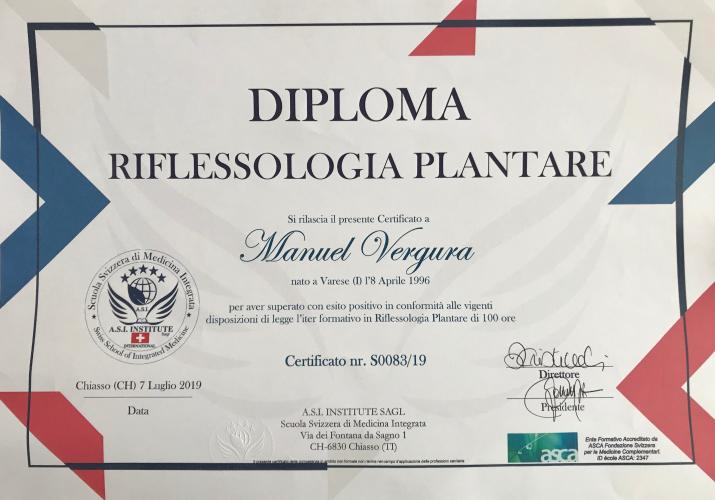 DIPLOMA
RIFLESSOLOGIA PLANTARE
Si rilascia il presente Certificato a
Manuel Vergura
nato a Varese (I) l'8 Aprile 1996
per aver superato con esito positivo in conformità alle vigenti
disposizioni di legge l'iter formativo in Riflessologia Plantare di 100 ore
Scuola Svizzera di Medicina Integrata
A.S.I.
A.S.I. INSTITUTE
Sagl
INTERNATIONAL
Swiss School of Integrated Medicine
Certificato nr. S0083/19
Chiasso (CH) 7 Luglio 2019
Data
Direttore
Presidente
A.S.I. INSTITUTE SAGL
Scuola Svizzera di Medicina Integrata
Via dei Fontana da Sagno 1
CH-6830 Chiasso (TI)
asca
Ente Formativo Accreditato da
ASCA Fondazione Svizzera
per le Medicine Complementari.
ID école ASCA: 2347